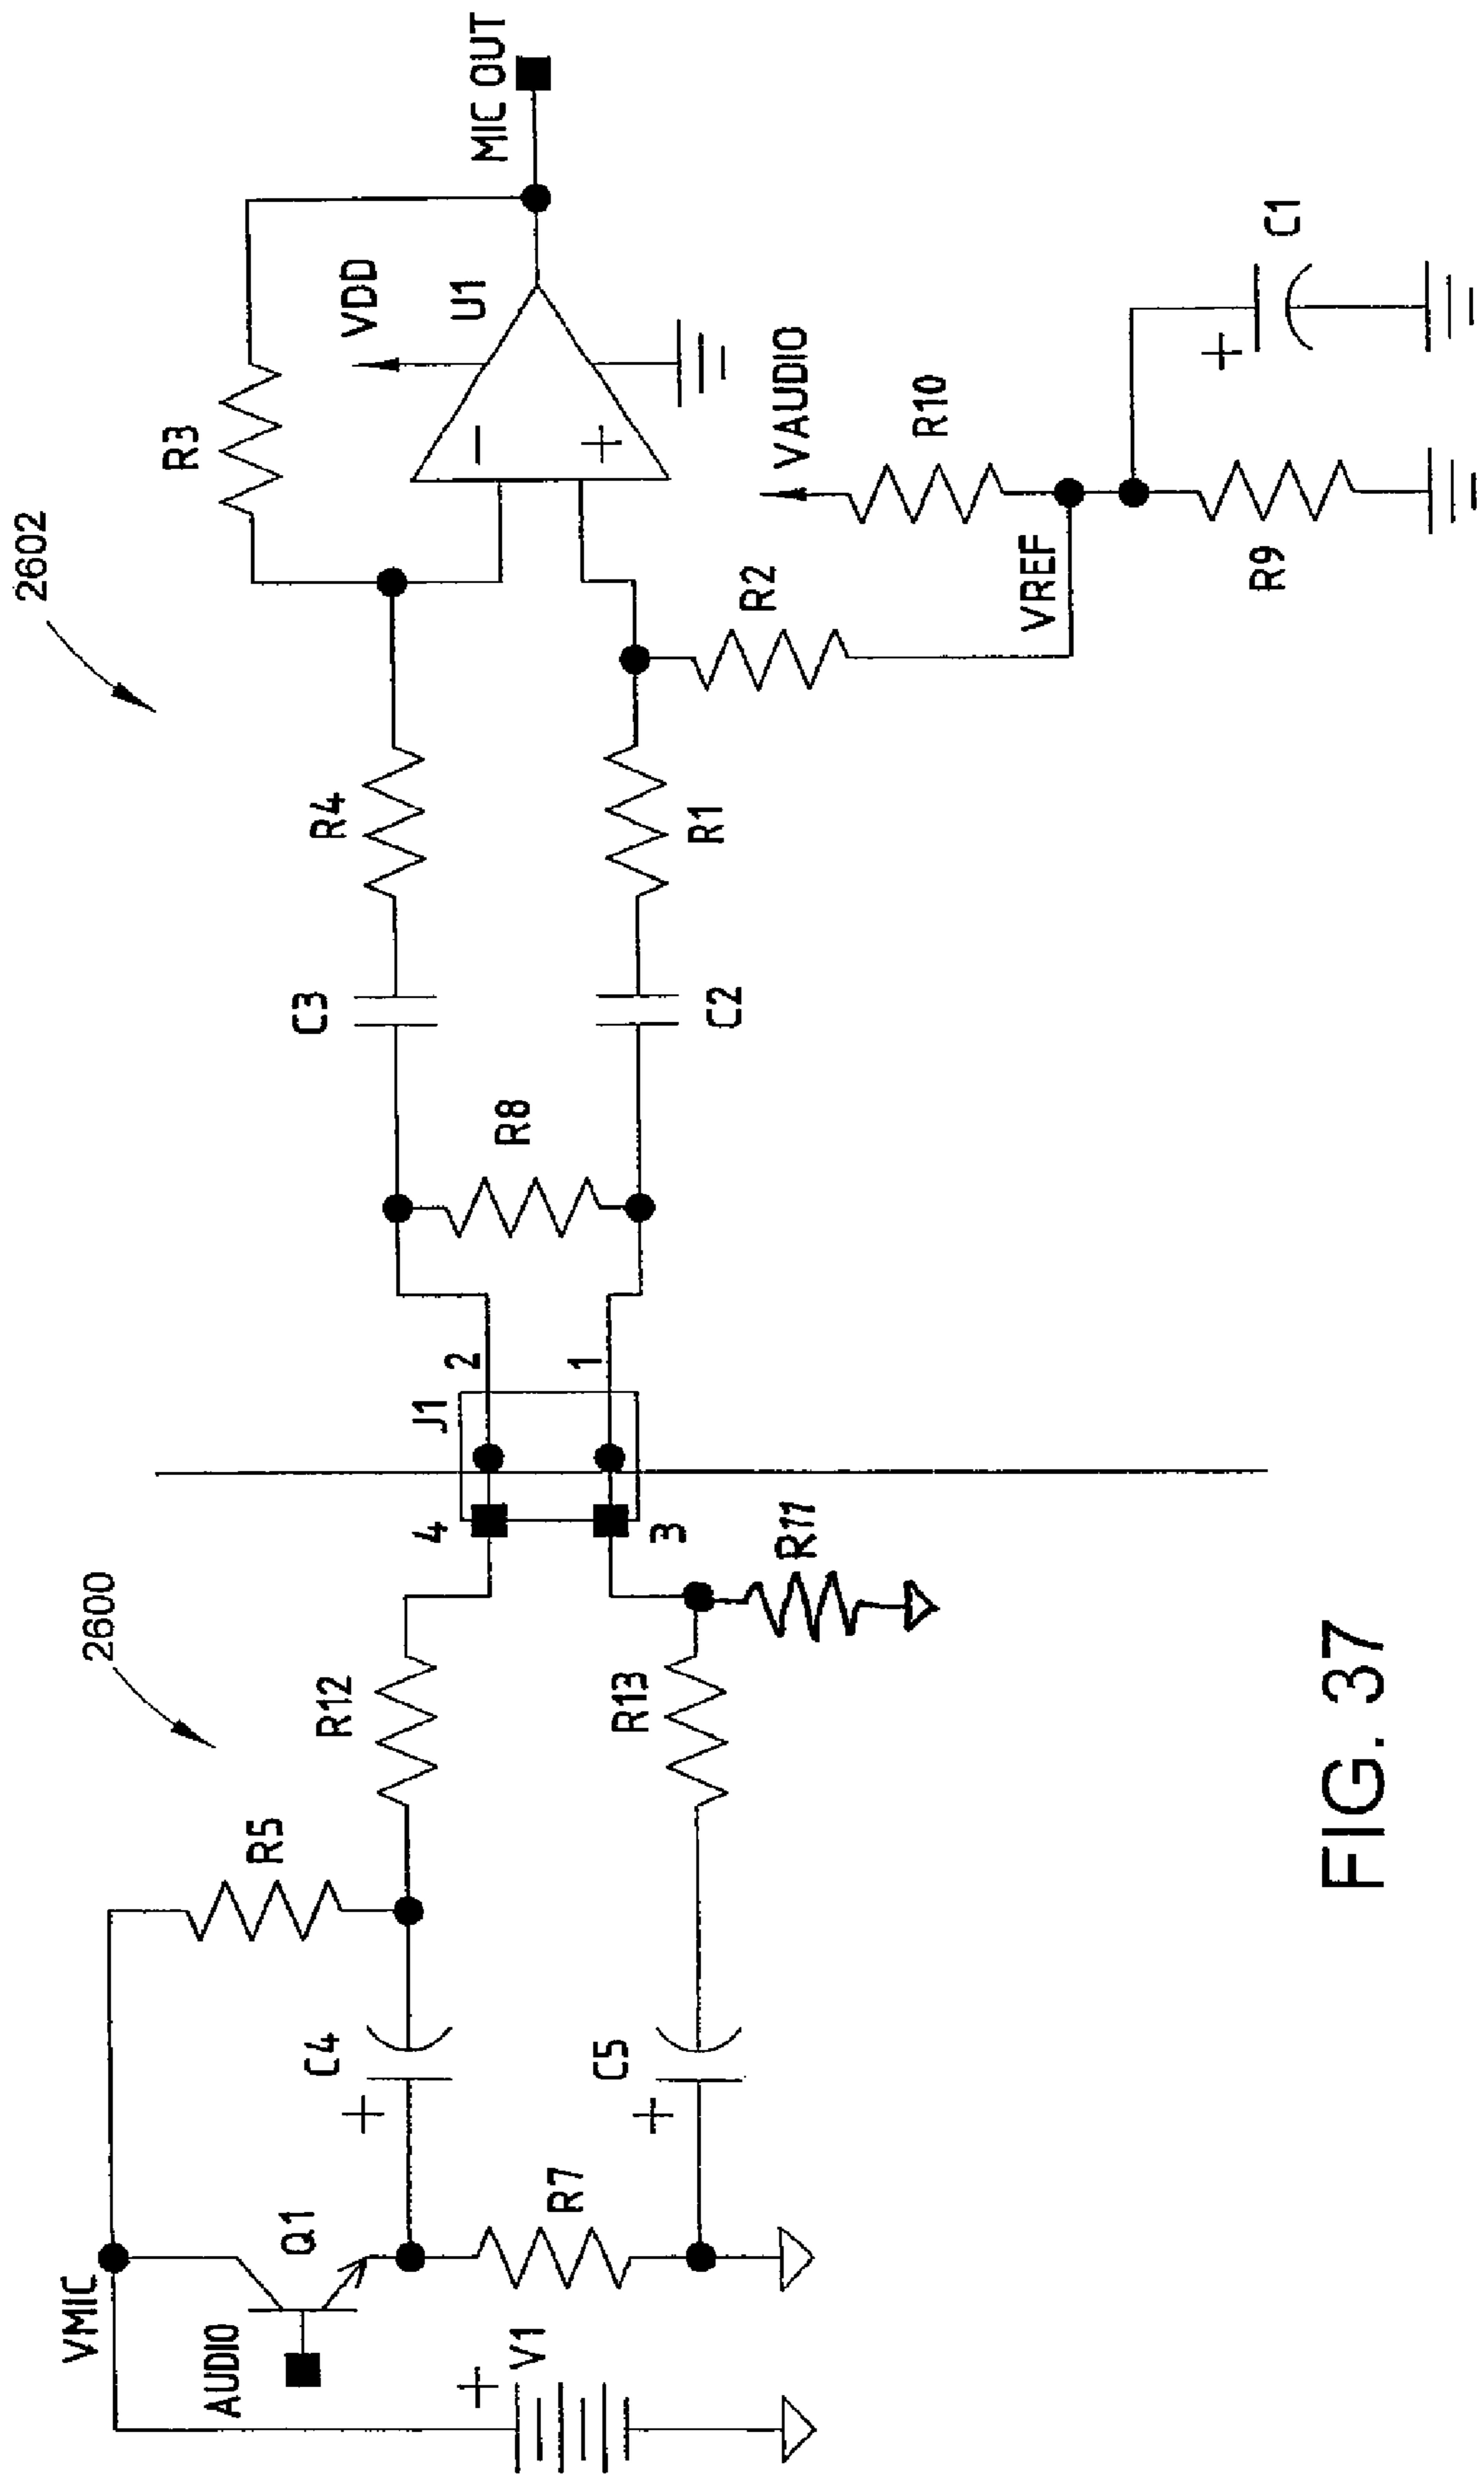 2600
2602
VMIC
AUDIO
Q1
+
V1
R5
+
C4
R7
+
C5
R12
R13
R11
4
3
J1
2
1
R8
C3
C2
R4
R1
R3
−
+
U1
VDD
MIC OUT
R2
VREF
VAUDIO
R10
R9
+
C1
FIG. 37